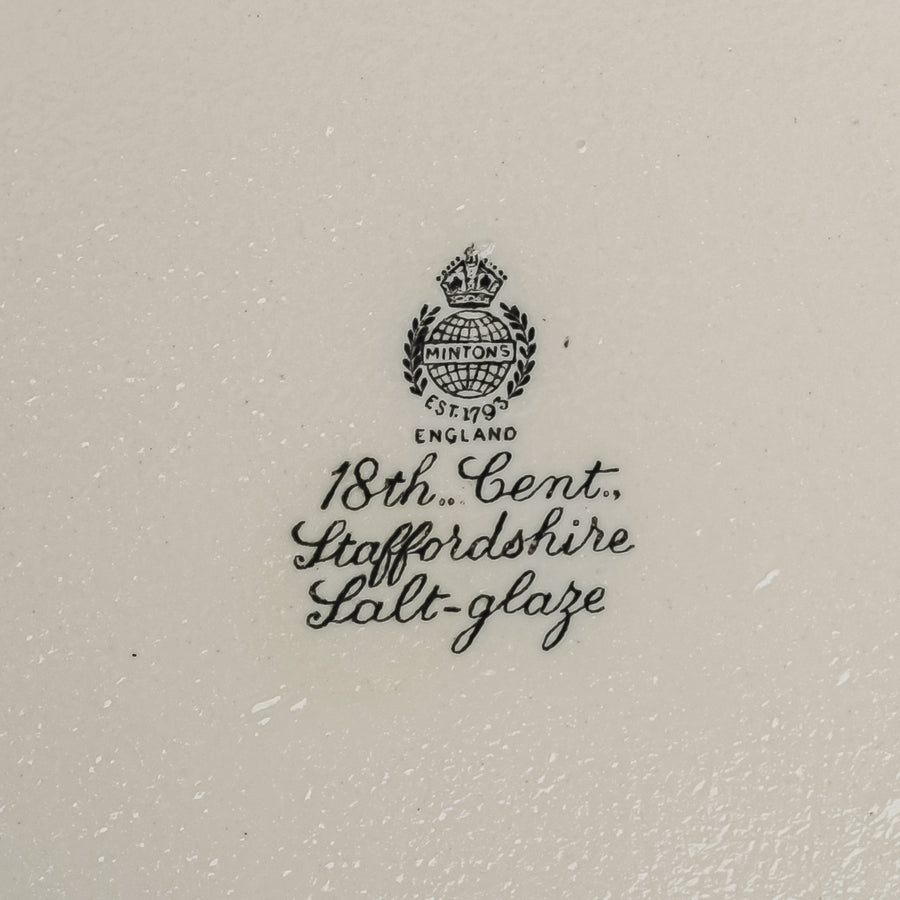 MINTONS
EST. 1793
ENGLAND
18th.. Cent.,
Staffordshire
Salt-glaze